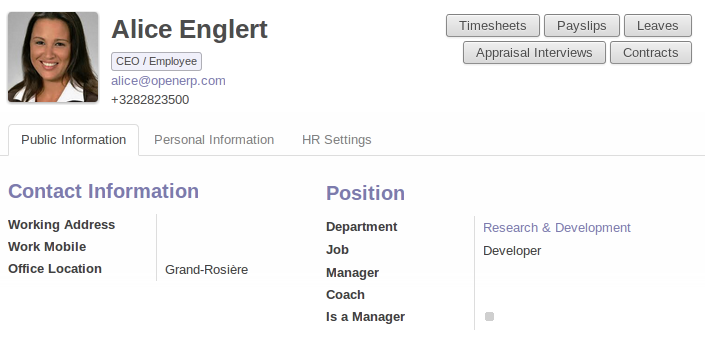 Alice Englert
CEO / Employee
alice@openerp.com
+3282823500
Timesheets Payslips Leaves
Appraisal Interviews Contracts
Public Information Personal Information HR Settings
Contact Information
Working Address
Work Mobile
Office Location Grand-Rosière
Position
Department Research & Development
Job Developer
Manager
Coach
Is a Manager